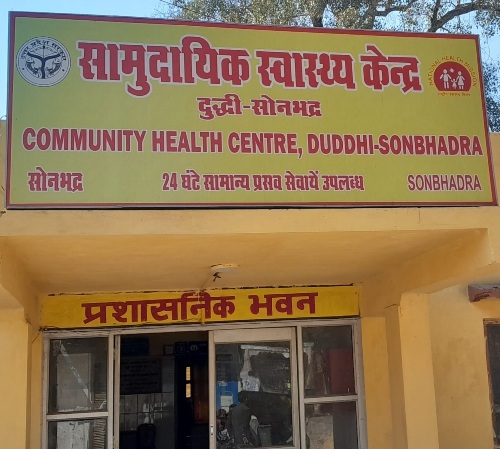 सामुदायिक स्वास्थ्य केन्द्र
दुद्धी-सोनभद्र
COMMUNITY HEALTH CENTRE, DUDDHI-SONBHADRA
सोनभद्र 24 घंटे सामान्य प्रसव सेवायें उपलब्ध SONBHADRA
प्रशासनिक भवन